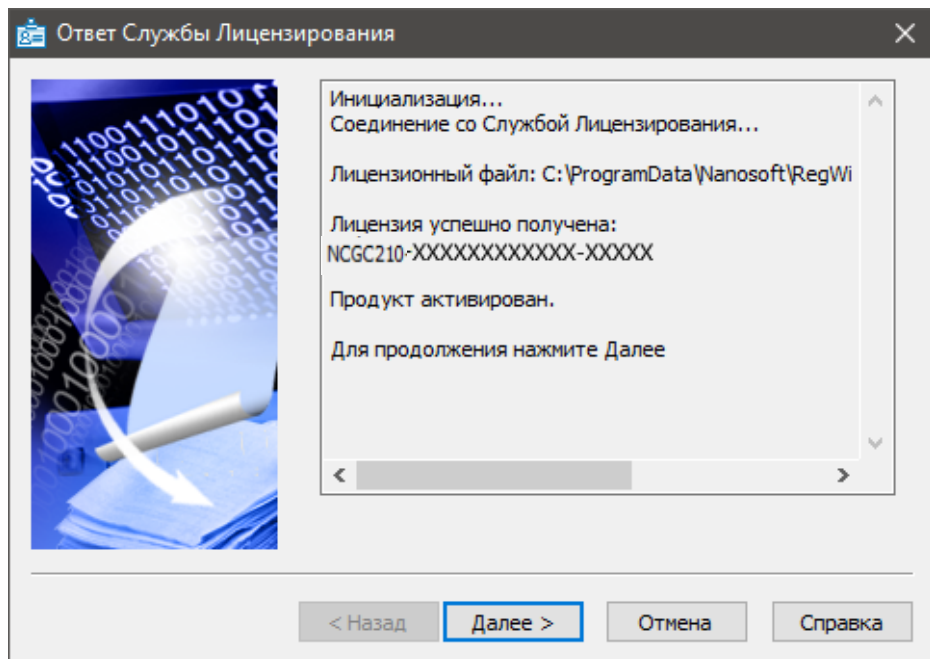 Ответ Службы Лицензирования
Инициализация...
Соединение со Службой Лицензирования...
Лицензионный файл: C:\ProgramData\Nanosoft\RegWi
Лицензия успешно получена:
NCGC210-XXXXXXXXXXXX-XXXXX
Продукт активирован.
Для продолжения нажмите Далее
< Назад
Далее >
Отмена
Справка